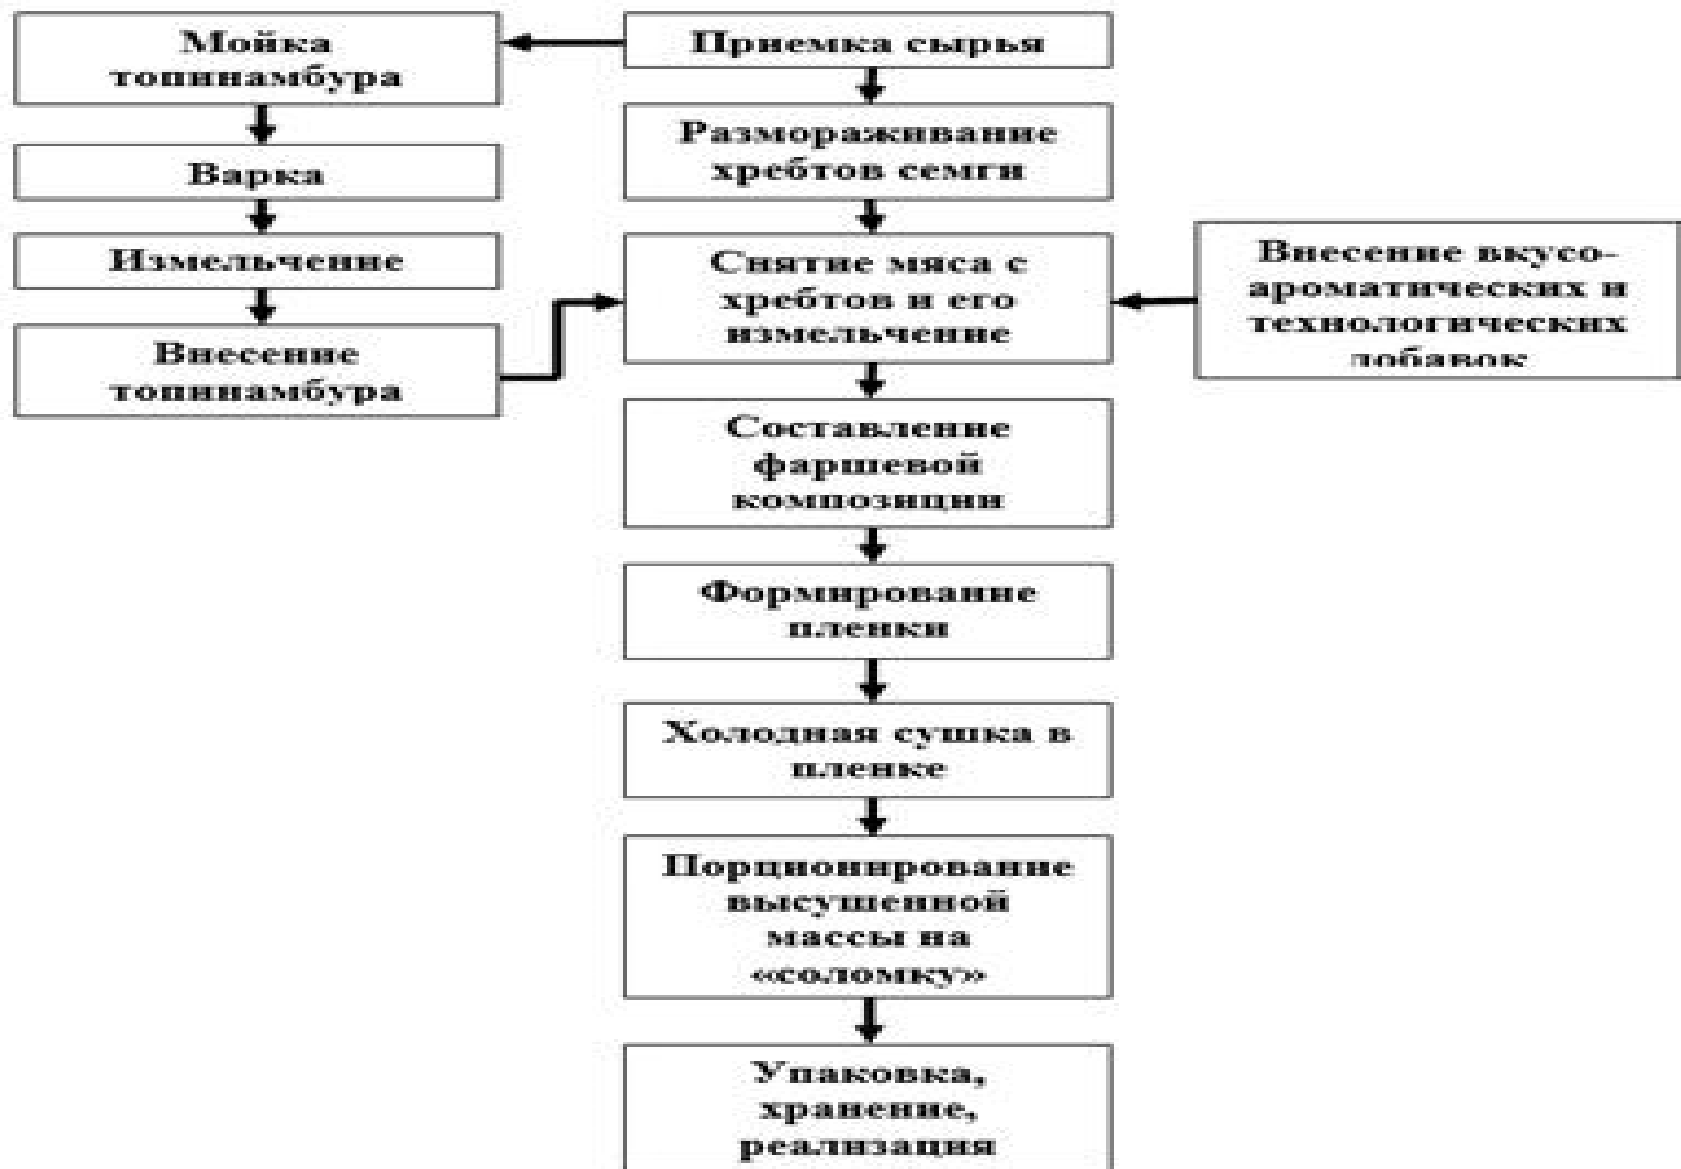 Мойка
топинамбура
Приемка сырья
Варка
Размораживание
хребтов семги
Измельчение
Внесение
топинамбура
Снятие мяса с
хребтов и его
измельчение
Внесение вкусо-
ароматических и
технологических
добавок
Составление
фаршевой
композиции
Формирование
пленки
Холодная сушка в
пленке
Порционирование
высушенной
массы на
«соломку»
Упаковка,
хранение,
реализация